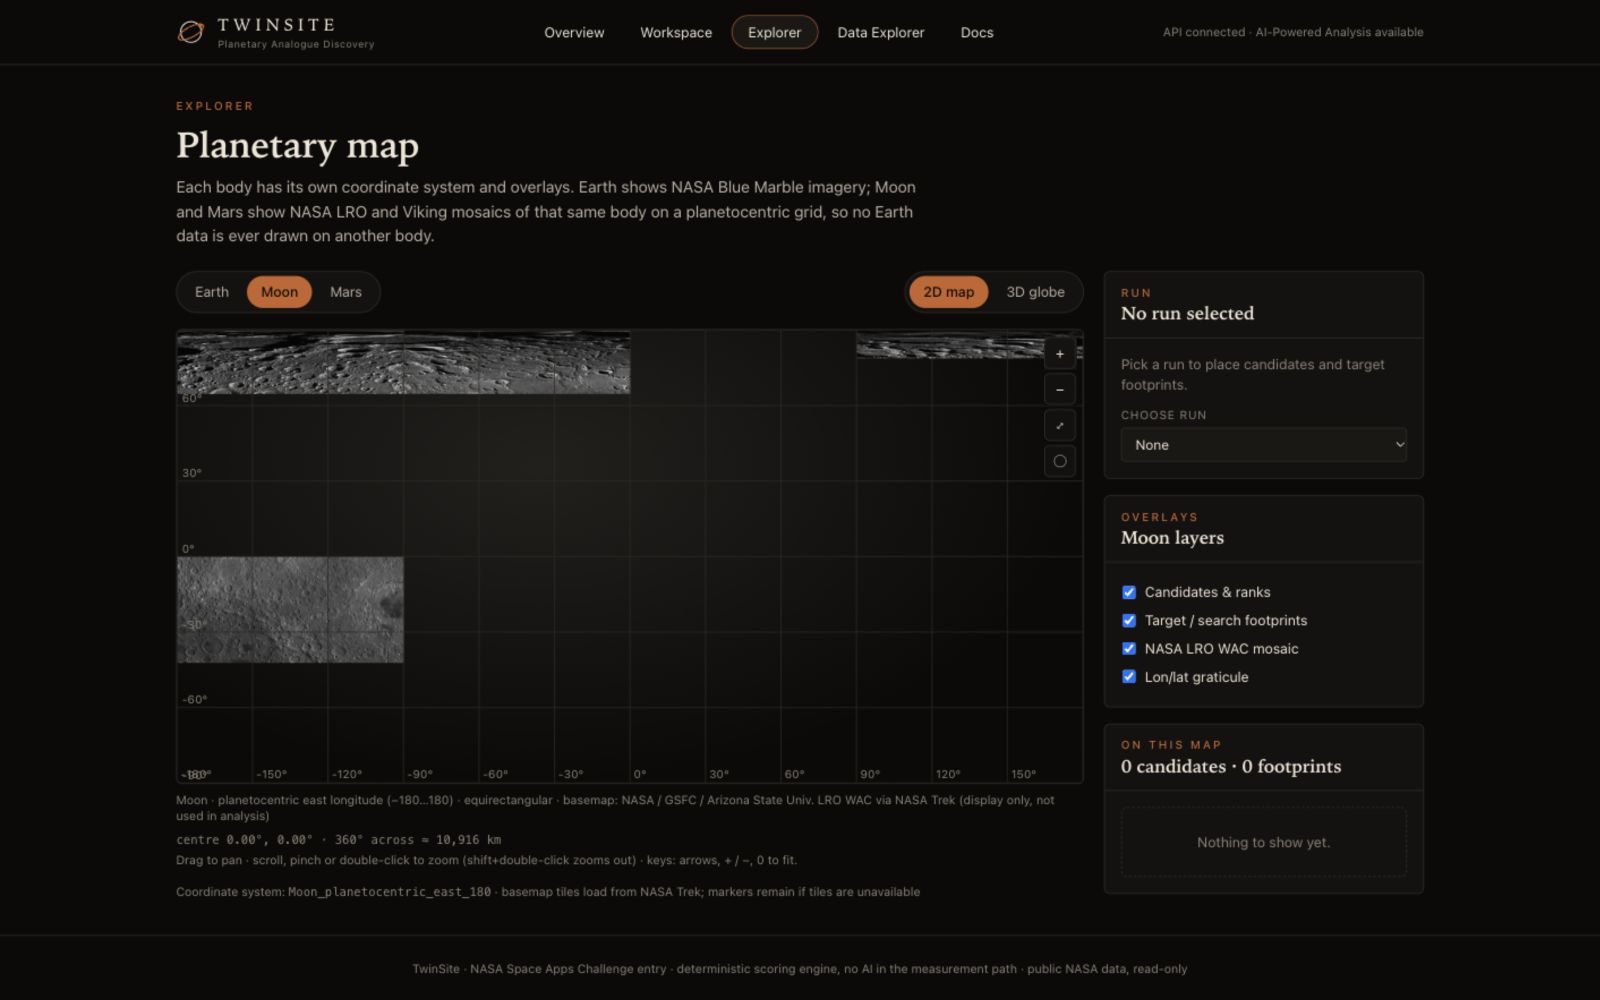 TWINSITE
Planetary Analogue Discovery
Overview
Workspace
Explorer
Data Explorer
Docs
API connected · AI-Powered Analysis available
EXPLORER
Planetary map
Each body has its own coordinate system and overlays. Earth shows NASA Blue Marble imagery; Moon
and Mars show NASA LRO and Viking mosaics of that same body on a planetocentric grid, so no Earth
data is ever drawn on another body.
Earth
Moon
Mars
2D map
3D globe
+
−
60°
30°
0°
-30°
-60°
-150°
-120°
-90°
-60°
-30°
0°
30°
60°
90°
120°
150°
Moon · planetocentric east longitude (−180…180) · equirectangular · basemap: NASA / GSFC / Arizona State Univ. LRO WAC via NASA Trek (display only, not
used in analysis)
centre 0.00°, 0.00° · 360° across ≈ 10,916 km
Drag to pan · scroll, pinch or double-click to zoom (shift+double-click zooms out) · keys: arrows, + / −, 0 to fit.
Coordinate system: Moon_planetocentric_east_180 · basemap tiles load from NASA Trek; markers remain if tiles are unavailable
RUN
No run selected
Pick a run to place candidates and target
footprints.
CHOOSE RUN
None
OVERLAYS
Moon layers
Candidates & ranks
Target / search footprints
NASA LRO WAC mosaic
Lon/lat graticule
ON THIS MAP
0 candidates · 0 footprints
Nothing to show yet.
TwinSite · NASA Space Apps Challenge entry · deterministic scoring engine, no AI in the measurement path · public NASA data, read-only